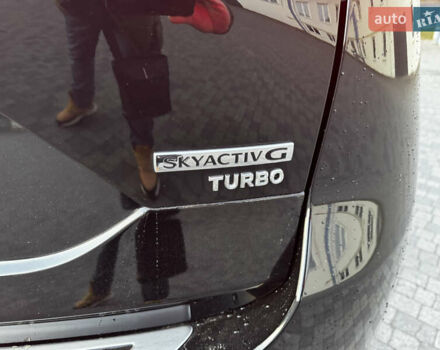 auto RIA
SKYACTIV G
TURBO